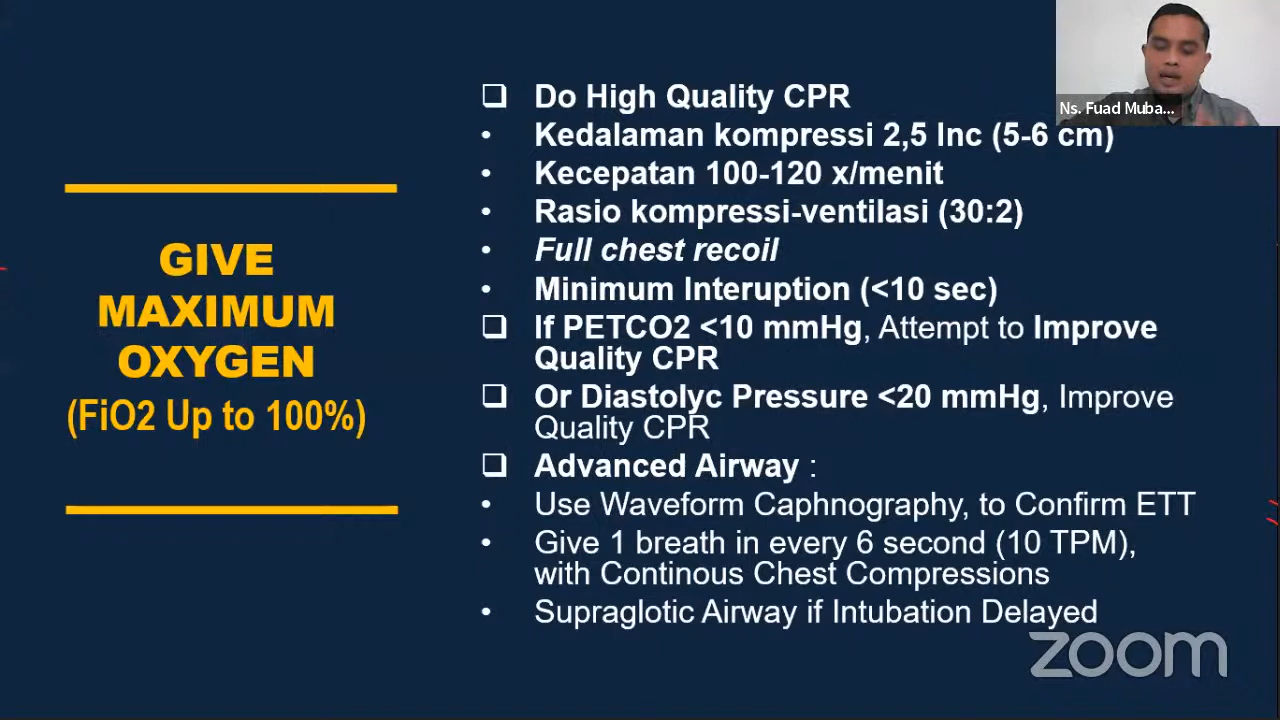 Ns. Fuad Muba...
Do High Quality CPR
Kedalaman kompressi 2,5 Inc (5-6 cm)
Kecepatan 100-120 x/menit
Rasio kompressi-ventilasi (30:2)
Full chest recoil
Minimum Interuption (<10 sec)
If PETCO2 <10 mmHg, Attempt to Improve
Quality CPR
Or Diastolyc Pressure <20 mmHg, Improve
Quality CPR
Advanced Airway :
Use Waveform Caphnography, to Confirm ETT
Give 1 breath in every 6 second (10 TPM),
with Continous Chest Compressions
Supraglotic Airway if Intubation Delayed
GIVE
MAXIMUM
OXYGEN
(FiO2 Up to 100%)
zoom